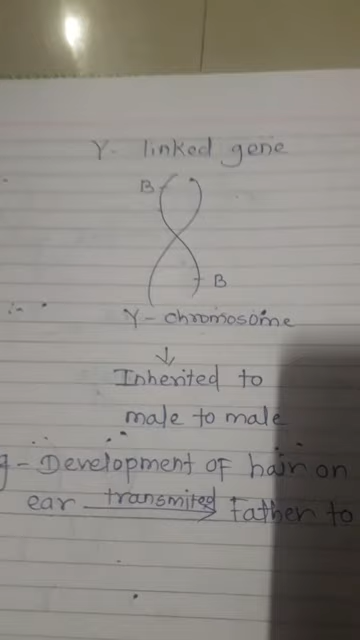 Y- linked gene
B
B
Y - chromosome
↓
Inherited to
male to male
g - Development of hair on
ear transmited → father to